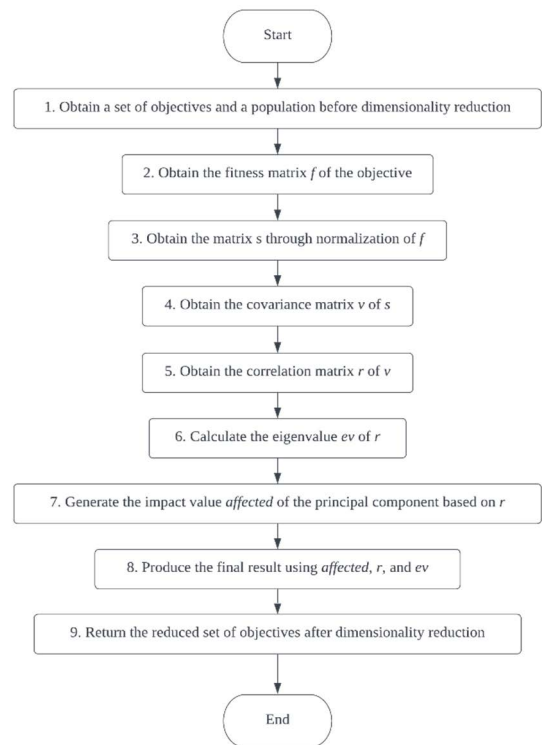 Start
1. Obtain a set of objectives and a population before dimensionality reduction
2. Obtain the fitness matrix f of the objective
3. Obtain the matrix s through normalization of f
4. Obtain the covariance matrix v of s
5. Obtain the correlation matrix r of v
6. Calculate the eigenvalue ev of r
7. Generate the impact value affected of the principal component based on r
8. Produce the final result using affected, r, and ev
9. Return the reduced set of objectives after dimensionality reduction
End